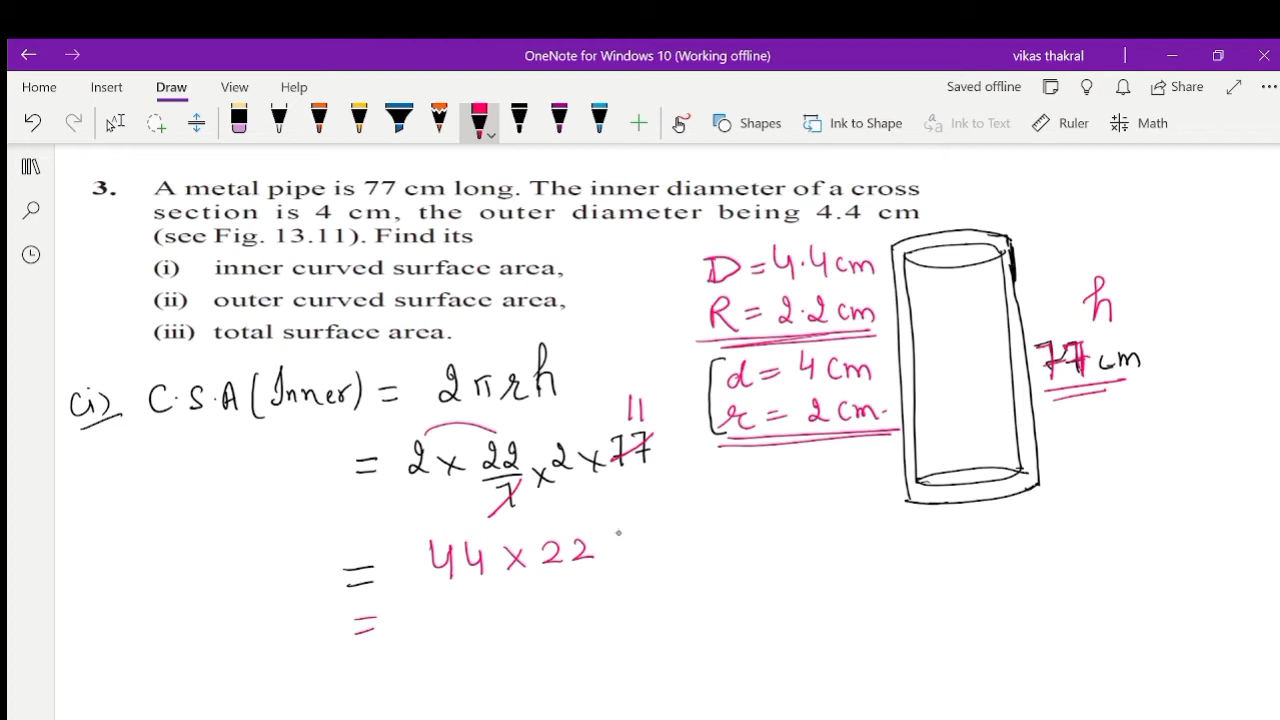 OneNote for Windows 10 (Working offline)
vikas thakral
Home Insert Draw View Help
Saved offline
Share
Shapes
Ink to Shape
Ink to Text
Ruler
Math
3. A metal pipe is 77 cm long. The inner diameter of a cross
section is 4 cm, the outer diameter being 4.4 cm
(see Fig. 13.11). Find its
(i) inner curved surface area,
(ii) outer curved surface area,
(iii) total surface area.
D = 4.4 cm
R = 2.2 cm
d = 4 cm
r = 2 cm.
h
77 cm
(i) C.S.A (Inner) = 2πrh
11
= 2 × 22/7 × 2 × 77
= 44 × 22
=